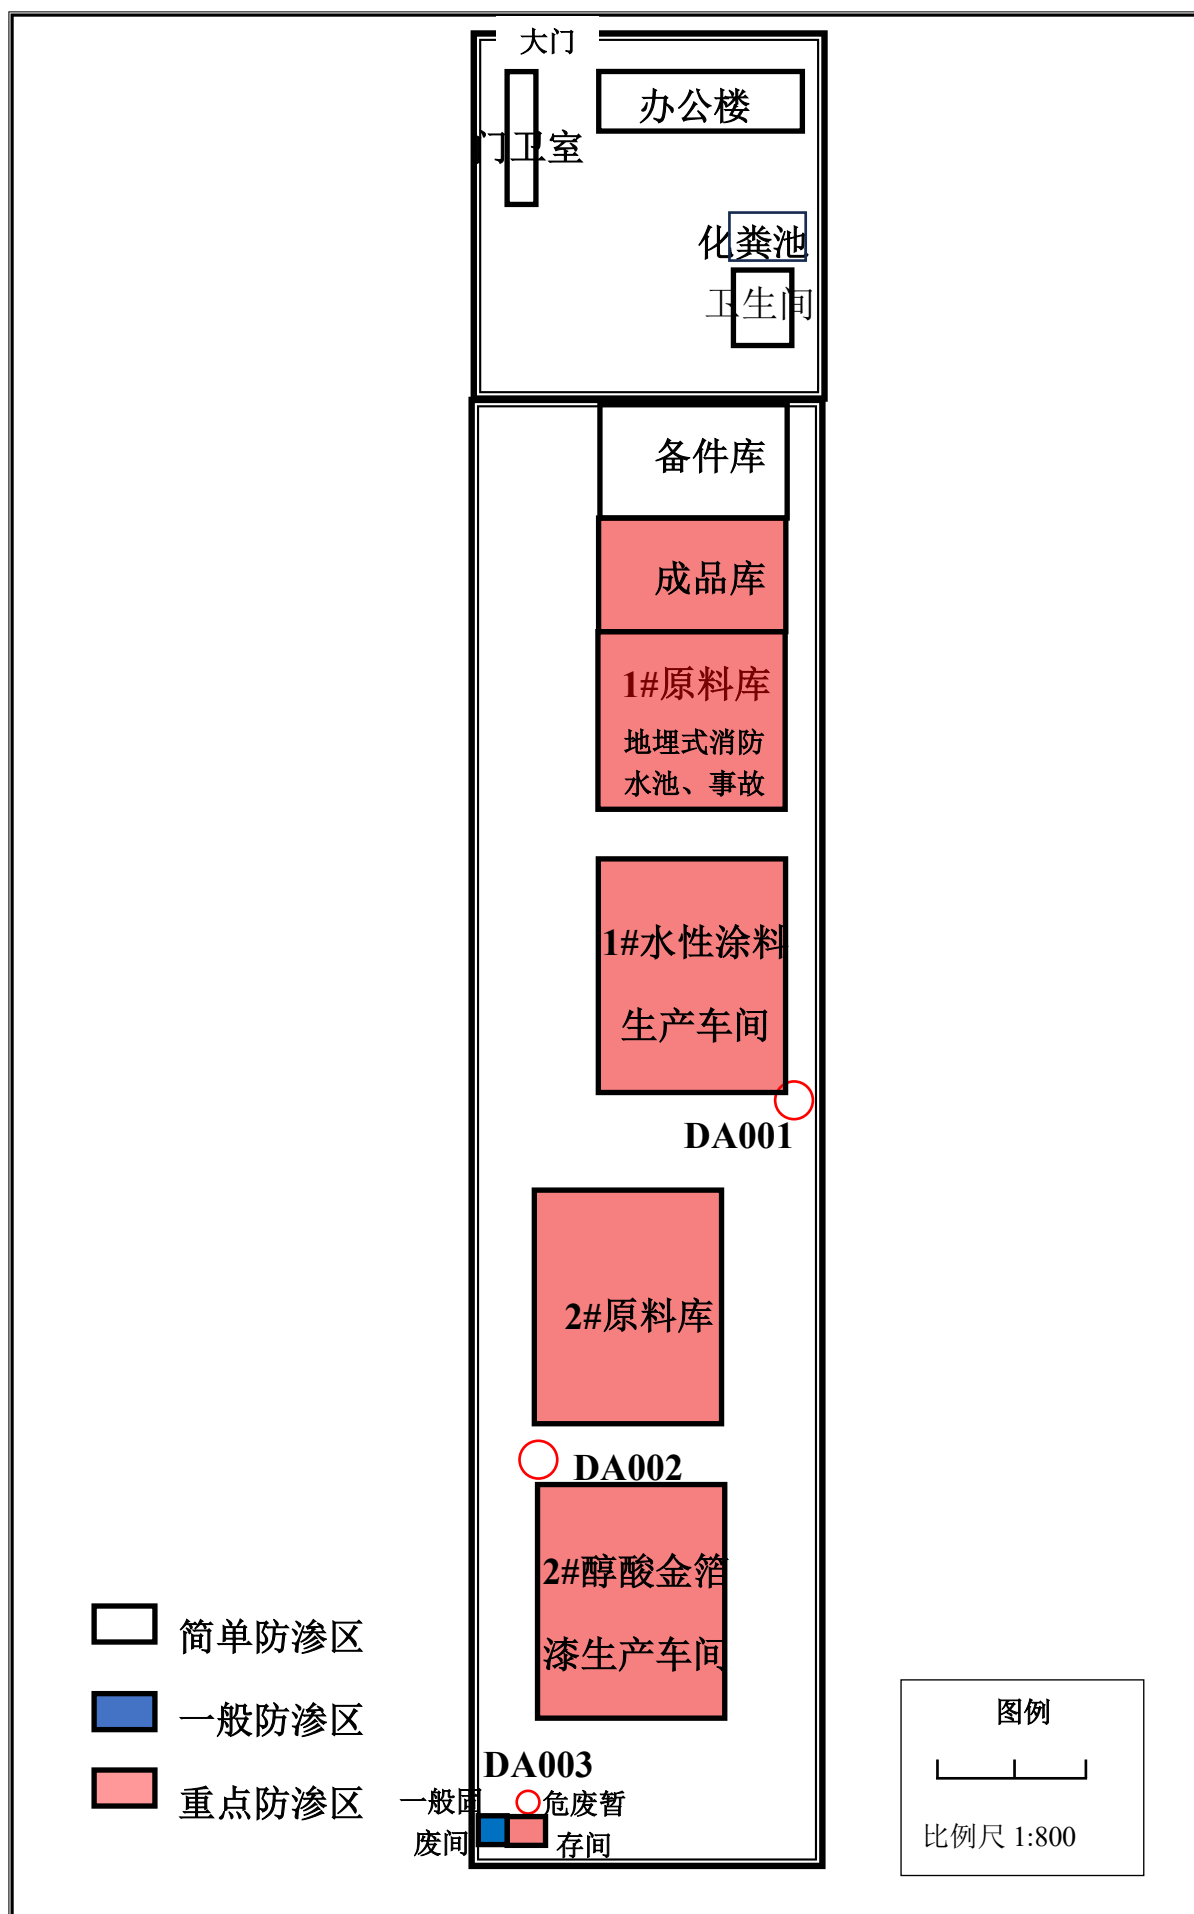 大门
办公楼
门卫室
化粪池
卫生间
备件库
成品库
1#原料库
地埋式消防
水池、事故
1#水性涂料
生产车间
DA001
2#原料库
DA002
2#醇酸金箔
漆生产车间
简单防渗区
一般防渗区
重点防渗区
DA003
一般固
废间
危废暂
存间
图例
比例尺 1:800